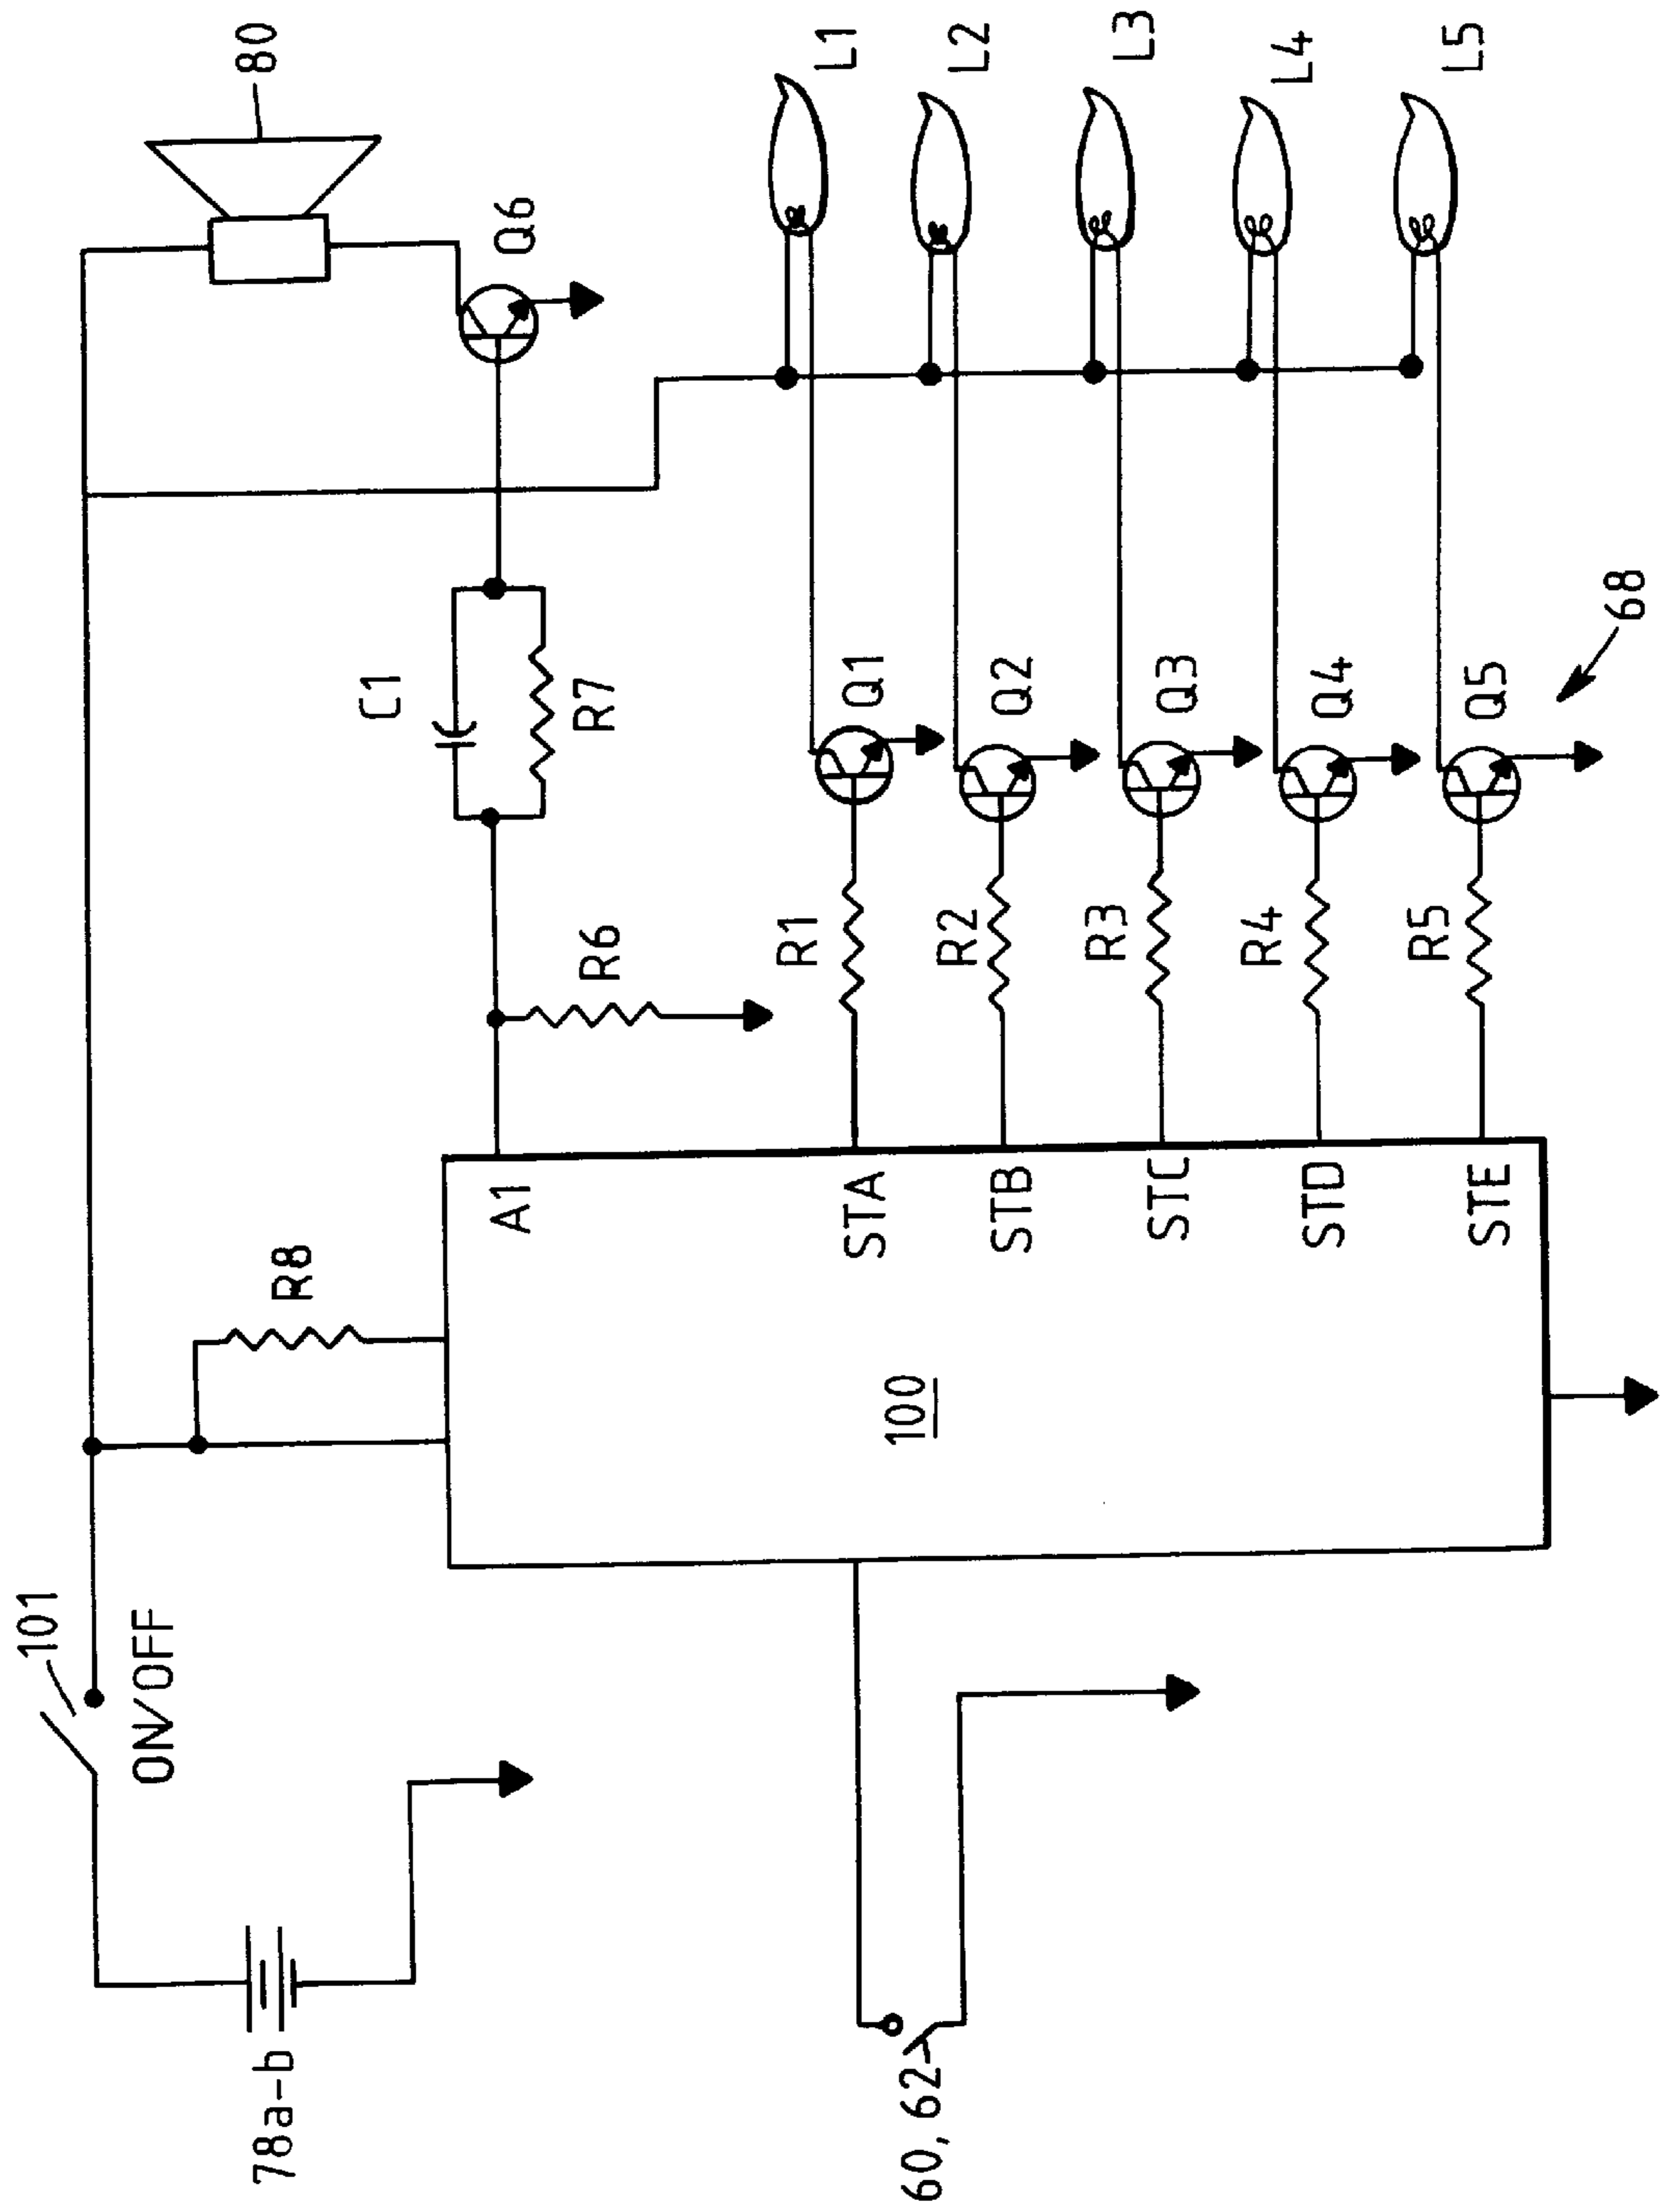 101
ON/OFF
78a-b
60, 62
R8
100
A1
STA
STB
STC
STD
STE
R6
C1
R7
Q6
80
R1
Q1
L1
R2
Q2
L2
R3
Q3
L3
R4
Q4
L4
R5
Q5
L5
68